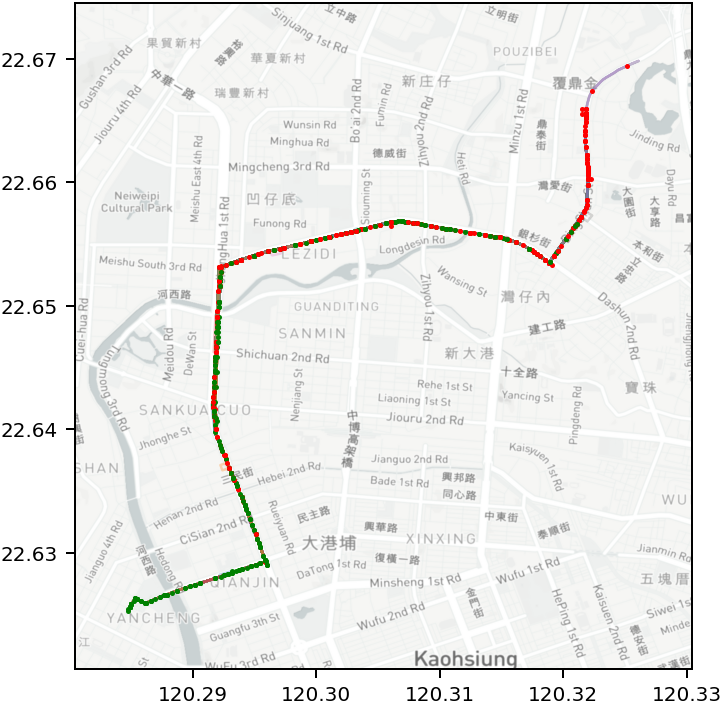 22.67
22.66
22.65
22.64
22.63
120.29
120.30
120.31
120.32
120.33
立中路
立明街
Sinjuang 1st Rd
果貿新村
裕興路
華夏新村
POUZIBEI
Gushan 3rd Rd
中華一路
瑞豐新村
新庄仔
覆鼎金
Jiouru 4th Rd
Bo'ai 2nd Rd
Fumin Rd
Zihyou 2nd Rd
Minzu 1st Rd
鼎泰街
Wunsin Rd
Minghua Rd
德威街
Jinding Rd
Mingcheng 3rd Rd
Heti Rd
Meishu East 4th Rd
Siouming St
灣愛街
Dayu Rd
Neiweipi
Cultural Park
凹仔底
大園街
大享路
Funong Rd
銀杉街
Longdesin Rd
本和街
LEZIDI
Meishu South 3rd Rd
Wansing St
立忠路
河西路
GUANDITING
灣仔內
Dashun 2nd Rd
Cuei-hua Rd
Zihyou 1st Rd
建工路
SANMIN
Meidou Rd
DeWan St
Shichuan 2nd Rd
新大港
十全路
Longmong 3rd Rd
Rehe 1st St
寶珠
Nenjiang St
Liaoning 1st St
Yancing St
Pingdeng Rd
SANKUAICUO
中博高架橋
Jiouru 2nd Rd
Jhonghe St
Kaisyuen 1st Rd
SHAN
民街
Hebei 2nd Rd
Jianguo 2nd Rd
興邦路
Bade 1st Rd
同心路
WU
Henan 2nd Rd
Rueiyuan Rd
民主路
中東街
CiSian 2nd Rd
大港埔
興華路
XINXING
泰順街
Jianguo 4th Rd
河西路
Hedong Rd
復橫一路
Jianmin Rd
QIANJIN
DaTong 1st Rd
Minsheng 1st Rd
Wufu 1st Rd
五塊厝
YANCHENG
金門街
HePing 1st Rd
Kaisuen 2nd Rd
Siwei 1s
Guangfu 3th St
Wufu 2nd Rd
德安街
Minde
江
WuFu 3rd Rd
Kaohsiung